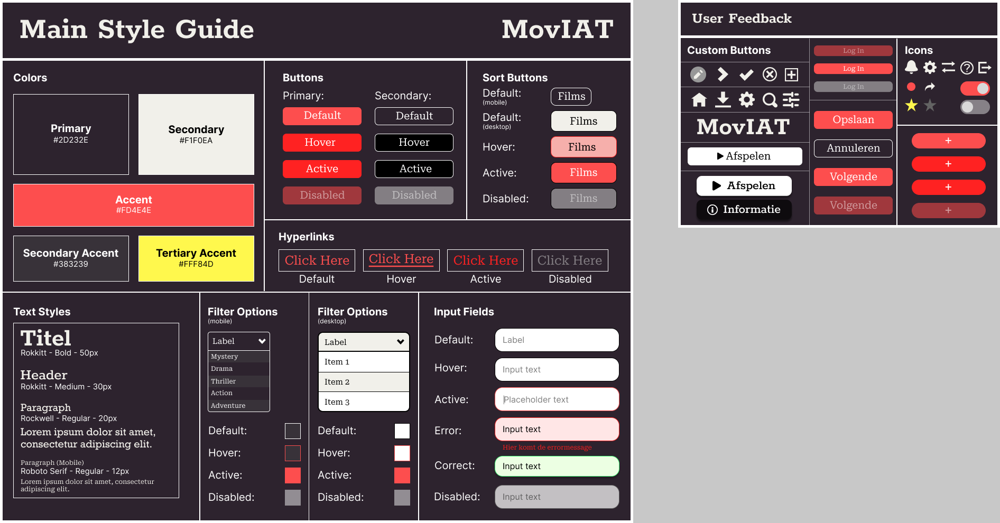 Main Style Guide
MovIAT
Colors
Primary
#2D232E
Secondary
#F1F0EA
Accent
#FD4E4E
Secondary Accent
#383239
Tertiary Accent
#FFF84D
Buttons
Primary:
Secondary:
Default
Default
Hover
Hover
Active
Active
Disabled
Disabled
Sort Buttons
Default:
(mobile)
Films
Default:
(desktop)
Films
Hover:
Films
Active:
Films
Disabled:
Films
Hyperlinks
Click Here
Click Here
Click Here
Click Here
Default
Hover
Active
Disabled
Text Styles
Titel
Rokkitt - Bold - 50px
Header
Rokkitt - Medium - 30px
Paragraph
Rockwell - Regular - 20px
Lorem ipsum dolor sit amet,
consectetur adipiscing elit.
Paragraph (Mobile)
Roboto Serif - Regular - 12px
Lorem ipsum dolor sit amet, consectetur
adipiscing elit.
Filter Options
(mobile)
Label
Mystery
Drama
Thriller
Action
Adventure
Default:
Hover:
Active:
Disabled:
Filter Options
(desktop)
Label
Item 1
Item 2
Item 3
Default:
Hover:
Active:
Disabled:
Input Fields
Default:
Label
Hover:
Input text
Active:
Placeholder text
Error:
Input text
Hier komt de errormessage
Correct:
Input text
Disabled:
Input text
User Feedback
Custom Buttons
MovIAT
Afspelen
Afspelen
Informatie
Log In
Log In
Log In
Opslaan
Annuleren
Volgende
Volgende
Icons
+
+
+
+